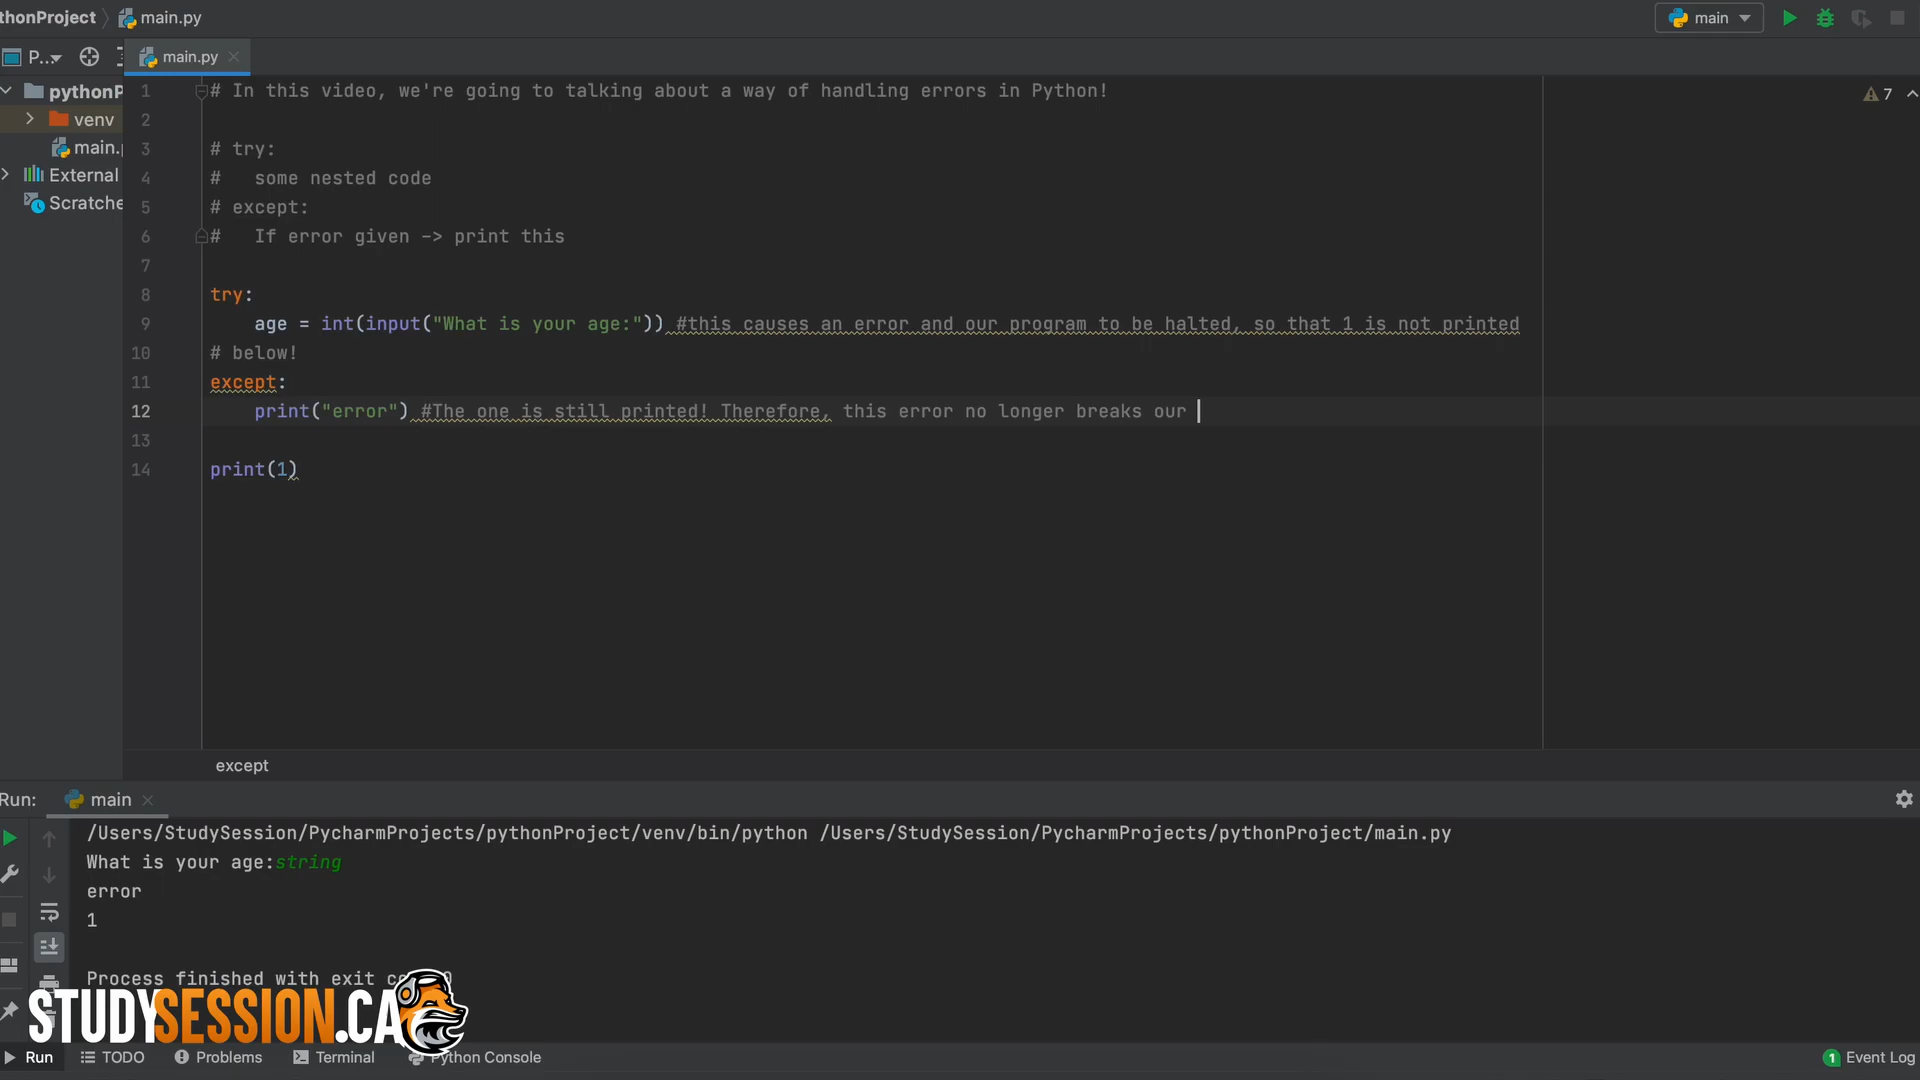 thonProject main.py main
P... main.py
pythonP
venv
main.p
External
Scratche
7
1 # In this video, we're going to talking about a way of handling errors in Python!
2
3 # try:
4 #   some nested code
5 # except:
6 #   If error given -> print this
7
8 try:
9     age = int(input("What is your age:")) #this causes an error and our program to be halted, so that 1 is not printed
10 # below!
11 except:
12     print("error") #The one is still printed! Therefore, this error no longer breaks our
13
14 print(1)
except
Run: main
/Users/StudySession/PycharmProjects/pythonProject/venv/bin/python /Users/StudySession/PycharmProjects/pythonProject/main.py
What is your age:string
error
1
Process finished with exit co 0
STUDYSESSION.CA
Run TODO Problems Terminal Python Console 1 Event Log